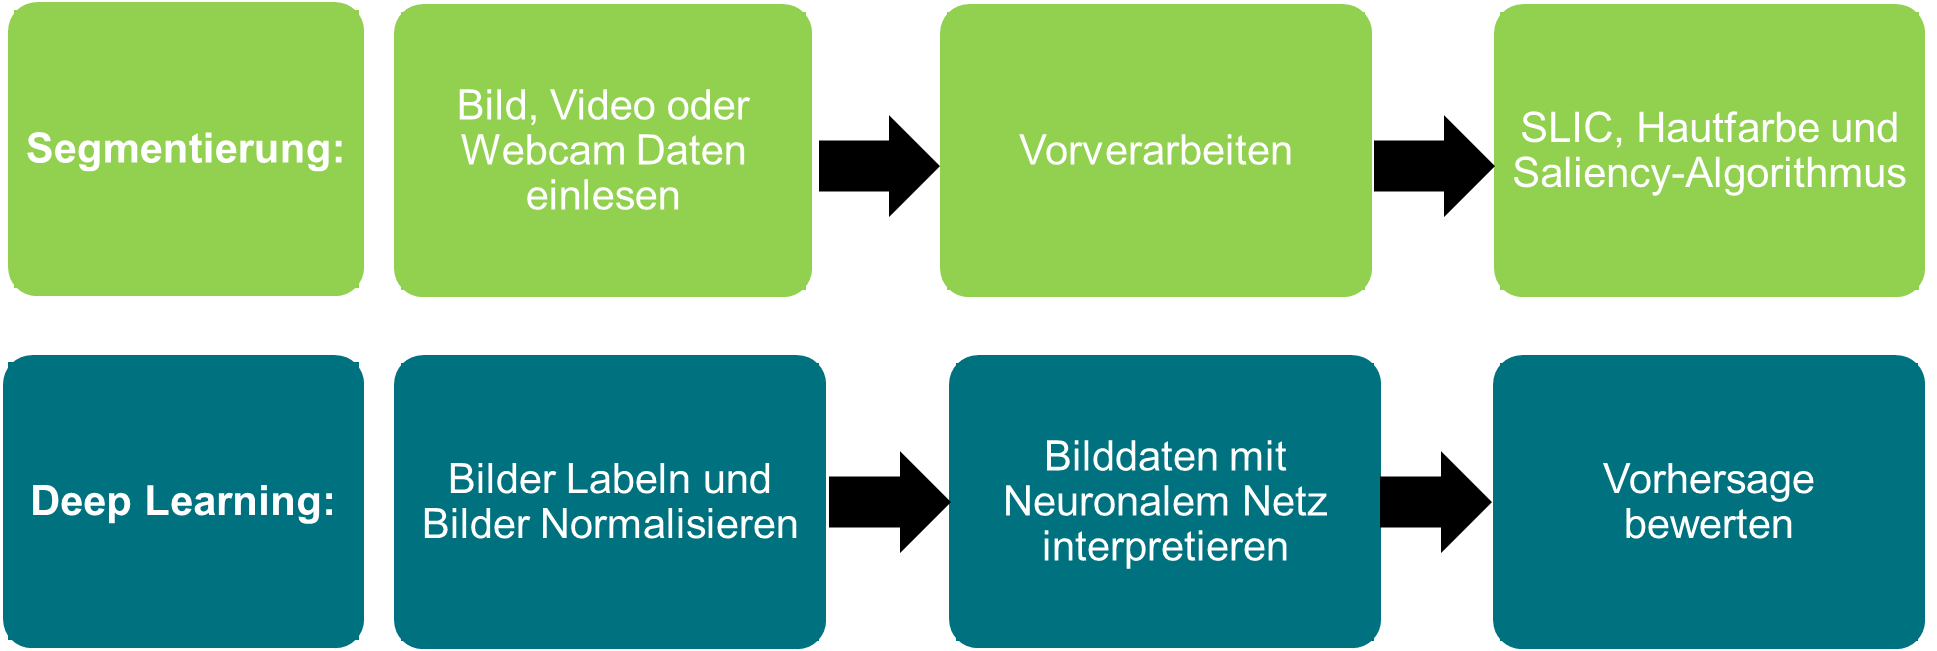 Segmentierung:
Bild, Video oder
Webcam Daten
einlesen
Vorverarbeiten
SLIC, Hautfarbe und
Saliency-Algorithmus
Deep Learning:
Bilder Labeln und
Bilder Normalisieren
Bilddaten mit
Neuronalem Netz
interpretieren
Vorhersage
bewerten